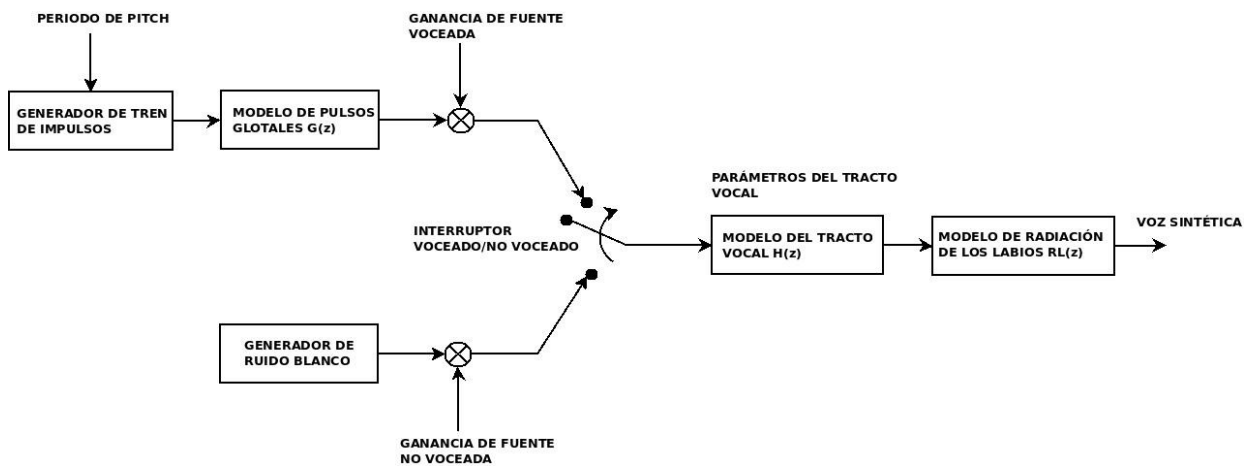 PERIODO DE PITCH
GANANCIA DE FUENTE
VOCEADA
GENERADOR DE TREN
DE IMPULSOS
MODELO DE PULSOS
GLOTALES G(z)
PARÁMETROS DEL TRACTO
VOCAL
INTERRUPTOR
VOCEADO/NO VOCEADO
MODELO DEL TRACTO
VOCAL H(z)
MODELO DE RADIACIÓN
DE LOS LABIOS RL(z)
VOZ SINTÉTICA
GENERADOR DE
RUIDO BLANCO
GANANCIA DE FUENTE
NO VOCEADA